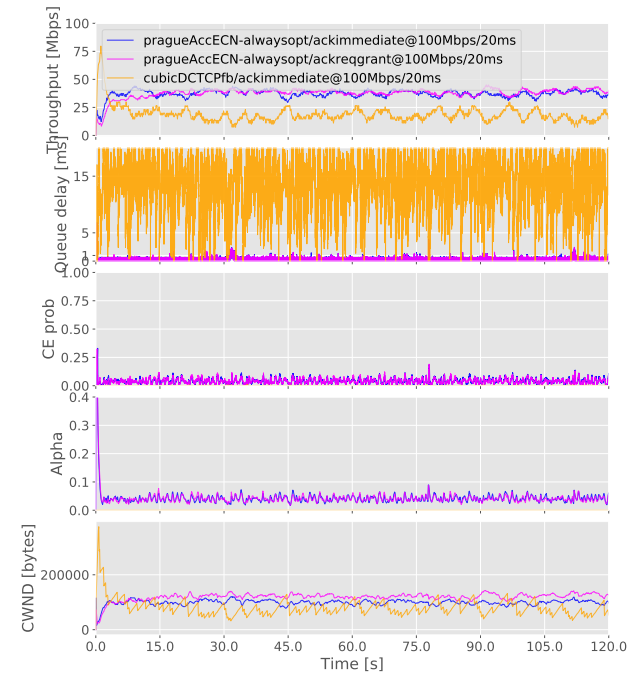 Throughput [Mbps]
100
75
50
25
0
pragueAccECN-alwaysopt/ackimmediate@100Mbps/20ms
pragueAccECN-alwaysopt/ackreqgrant@100Mbps/20ms
cubicDCTCPfb/ackimmediate@100Mbps/20ms
Queue delay [ms]
15
5
1
0
CE prob
1.00
0.75
0.50
0.25
0.00
Alpha
0.4
0.3
0.2
0.1
0.0
CWND [bytes]
200000
0
0.0 15.0 30.0 45.0 60.0 75.0 90.0 105.0 120.0
Time [s]